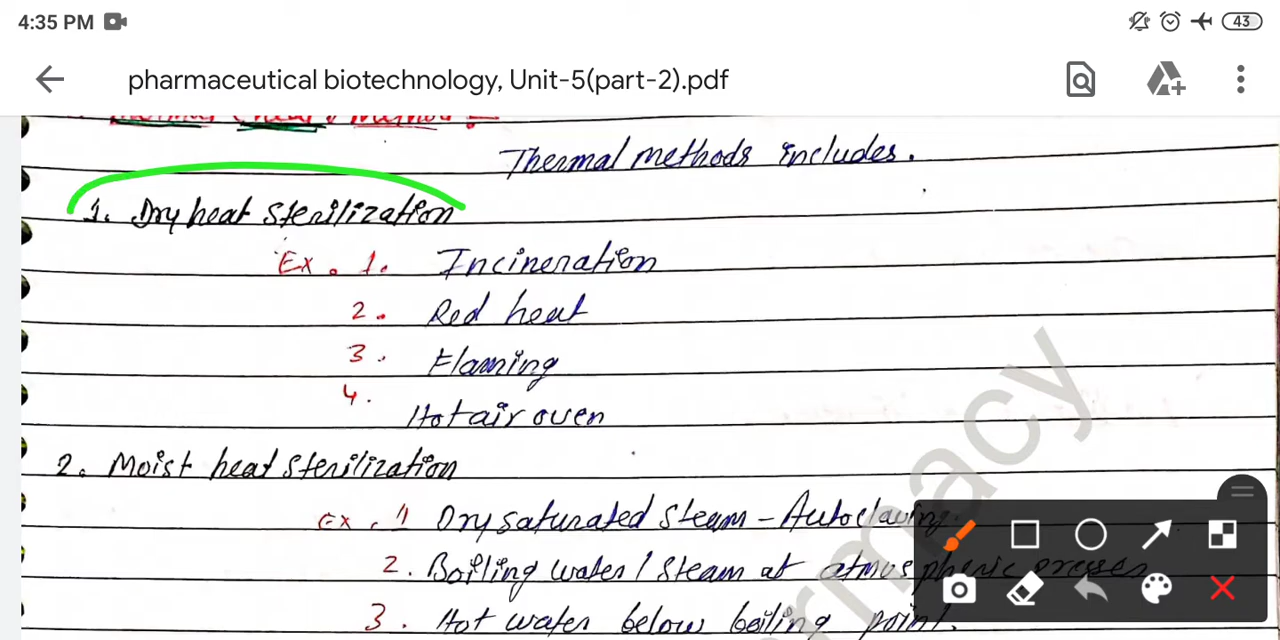 4:35 PM
43
pharmaceutical biotechnology, Unit-5(part-2).pdf
Thermal methods includes.
1. Dry heat sterilization
Ex. 1. Incineration
2. Red heat
3. Flaming
4. Hot air oven
2. Moist heat sterilization
Ex. 1 Dry saturated steam - Autoclaving.
2. Boiling water / steam at atmospheric
3. Hot water below boiling point.